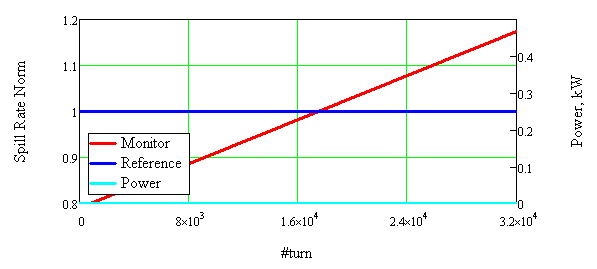 1.2
1.1
1
0.9
0.8
Spill Rate Norm
0.4
0.3
0.2
0.1
0
Power, kW
Monitor
Reference
Power
0
8×10³
1.6×10⁴
2.4×10⁴
3.2×10⁴
#turn